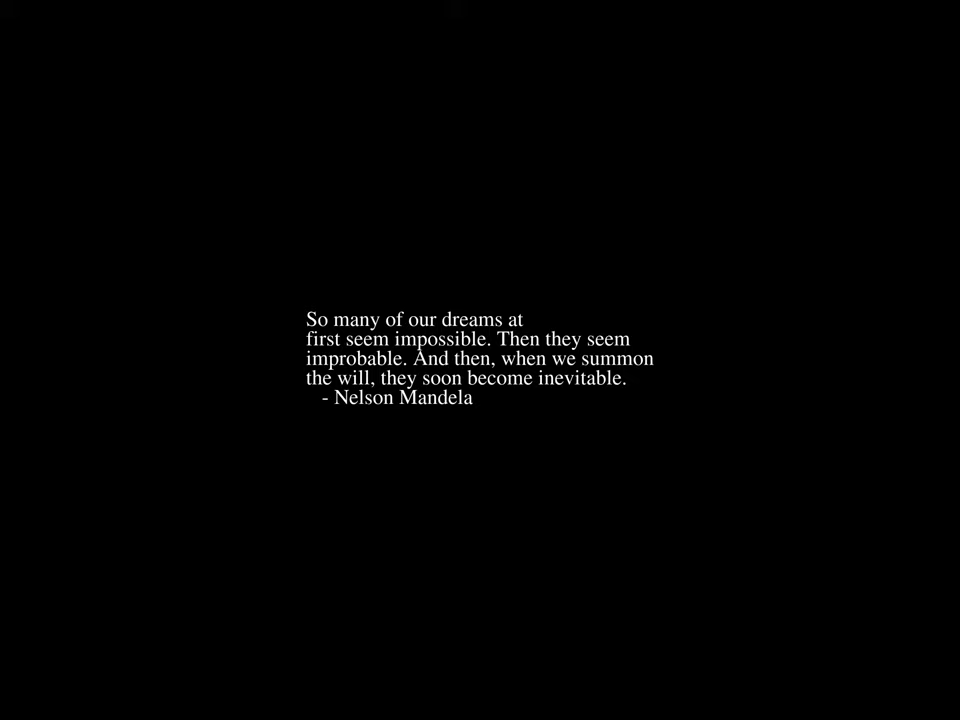 So many of our dreams at
first seem impossible. Then they seem
improbable. And then, when we summon
the will, they soon become inevitable.
- Nelson Mandela